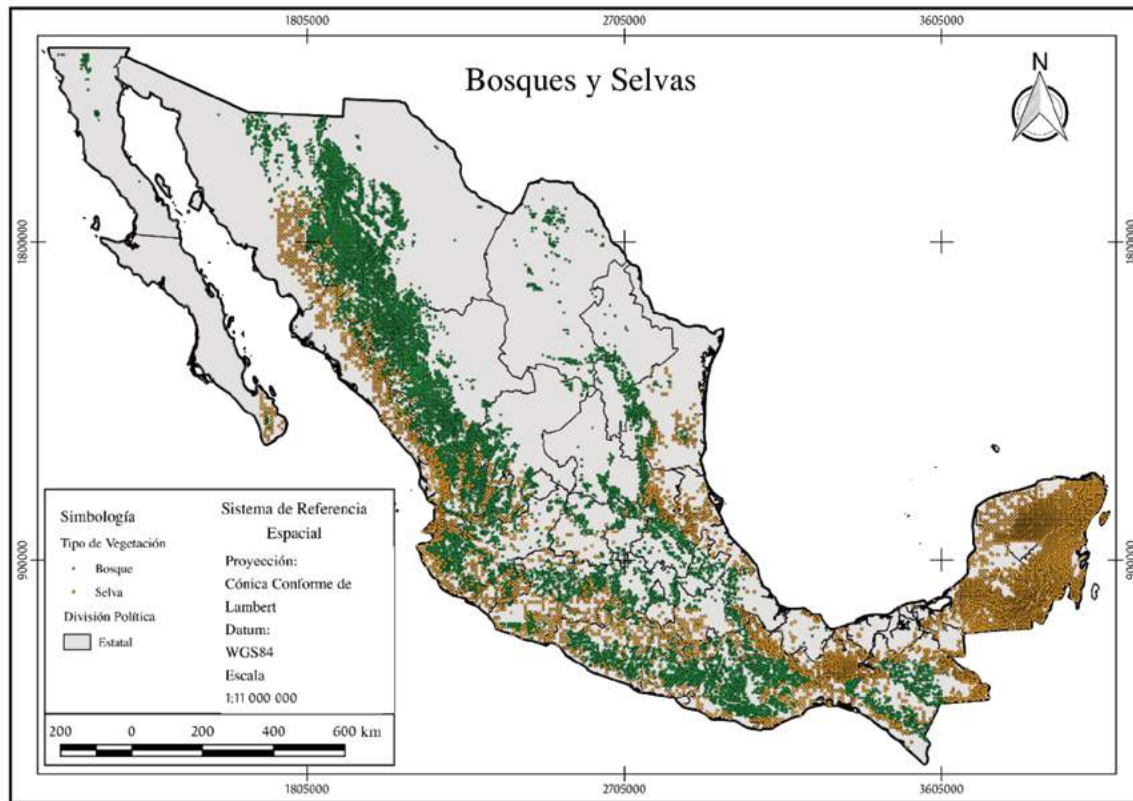 1805000
2705000
3605000
Bosques y Selvas
N
1800000
1800000
900000
900000
Simbología
Tipo de Vegetación
Bosque
Selva
División Política
Estatal
Sistema de Referencia
Espacial
Proyección:
Cónica Conforme de
Lambert
Datum:
WGS84
Escala
1:11 000 000
200 0 200 400 600 km
1805000
2705000
3605000